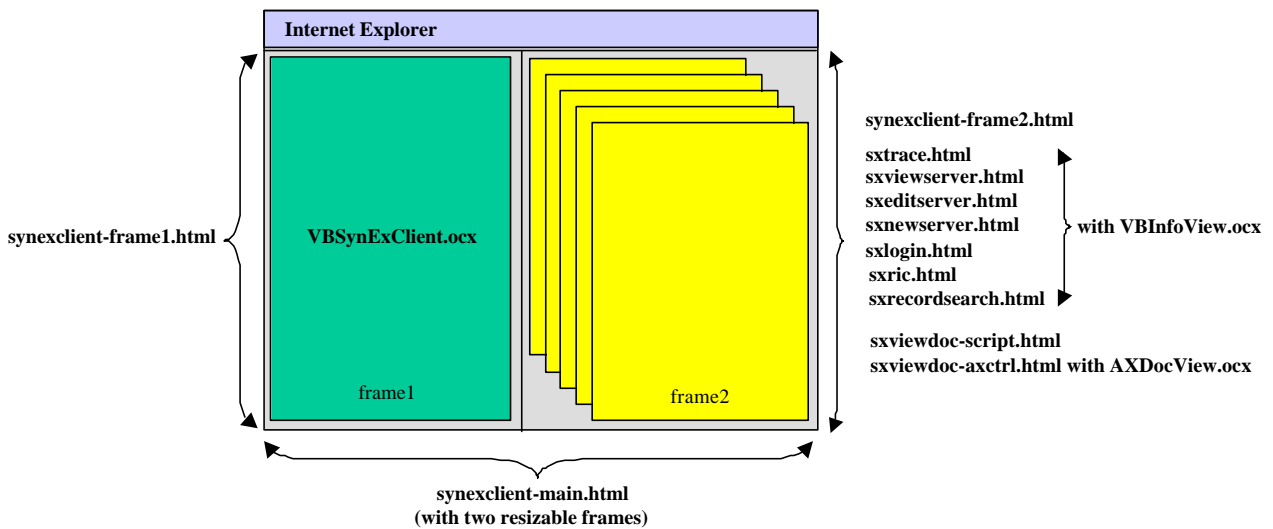 Internet Explorer
synexclient-frame1.html
VBSynExClient.ocx
frame1
frame2
synexclient-frame2.html
sxtrace.html
sxviewserver.html
sxeditserver.html
sxnewserver.html
sxlogin.html
sxric.html
sxrecordsearch.html
with VBInfoView.ocx
sxviewdoc-script.html
sxviewdoc-axctrl.html with AXDocView.ocx
synexclient-main.html
(with two resizable frames)